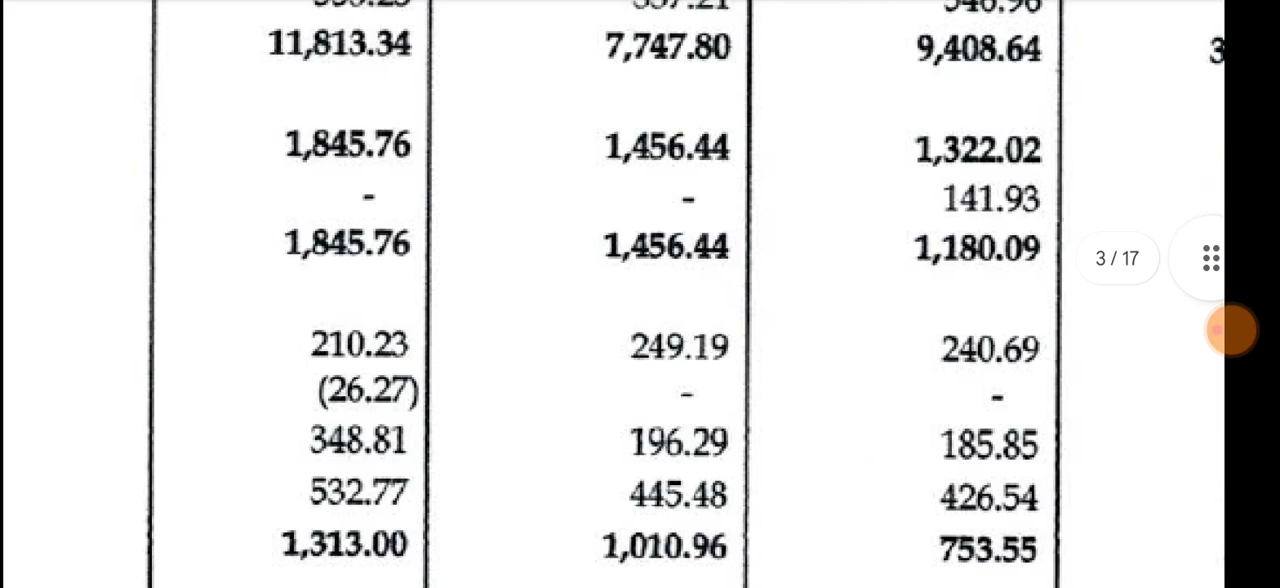 11,813.34 7,747.80 9,408.64 3
1,845.76 1,456.44 1,322.02
- - 141.93
1,845.76 1,456.44 1,180.09
3 / 17
210.23 249.19 240.69
(26.27) - -
348.81 196.29 185.85
532.77 445.48 426.54
1,313.00 1,010.96 753.55